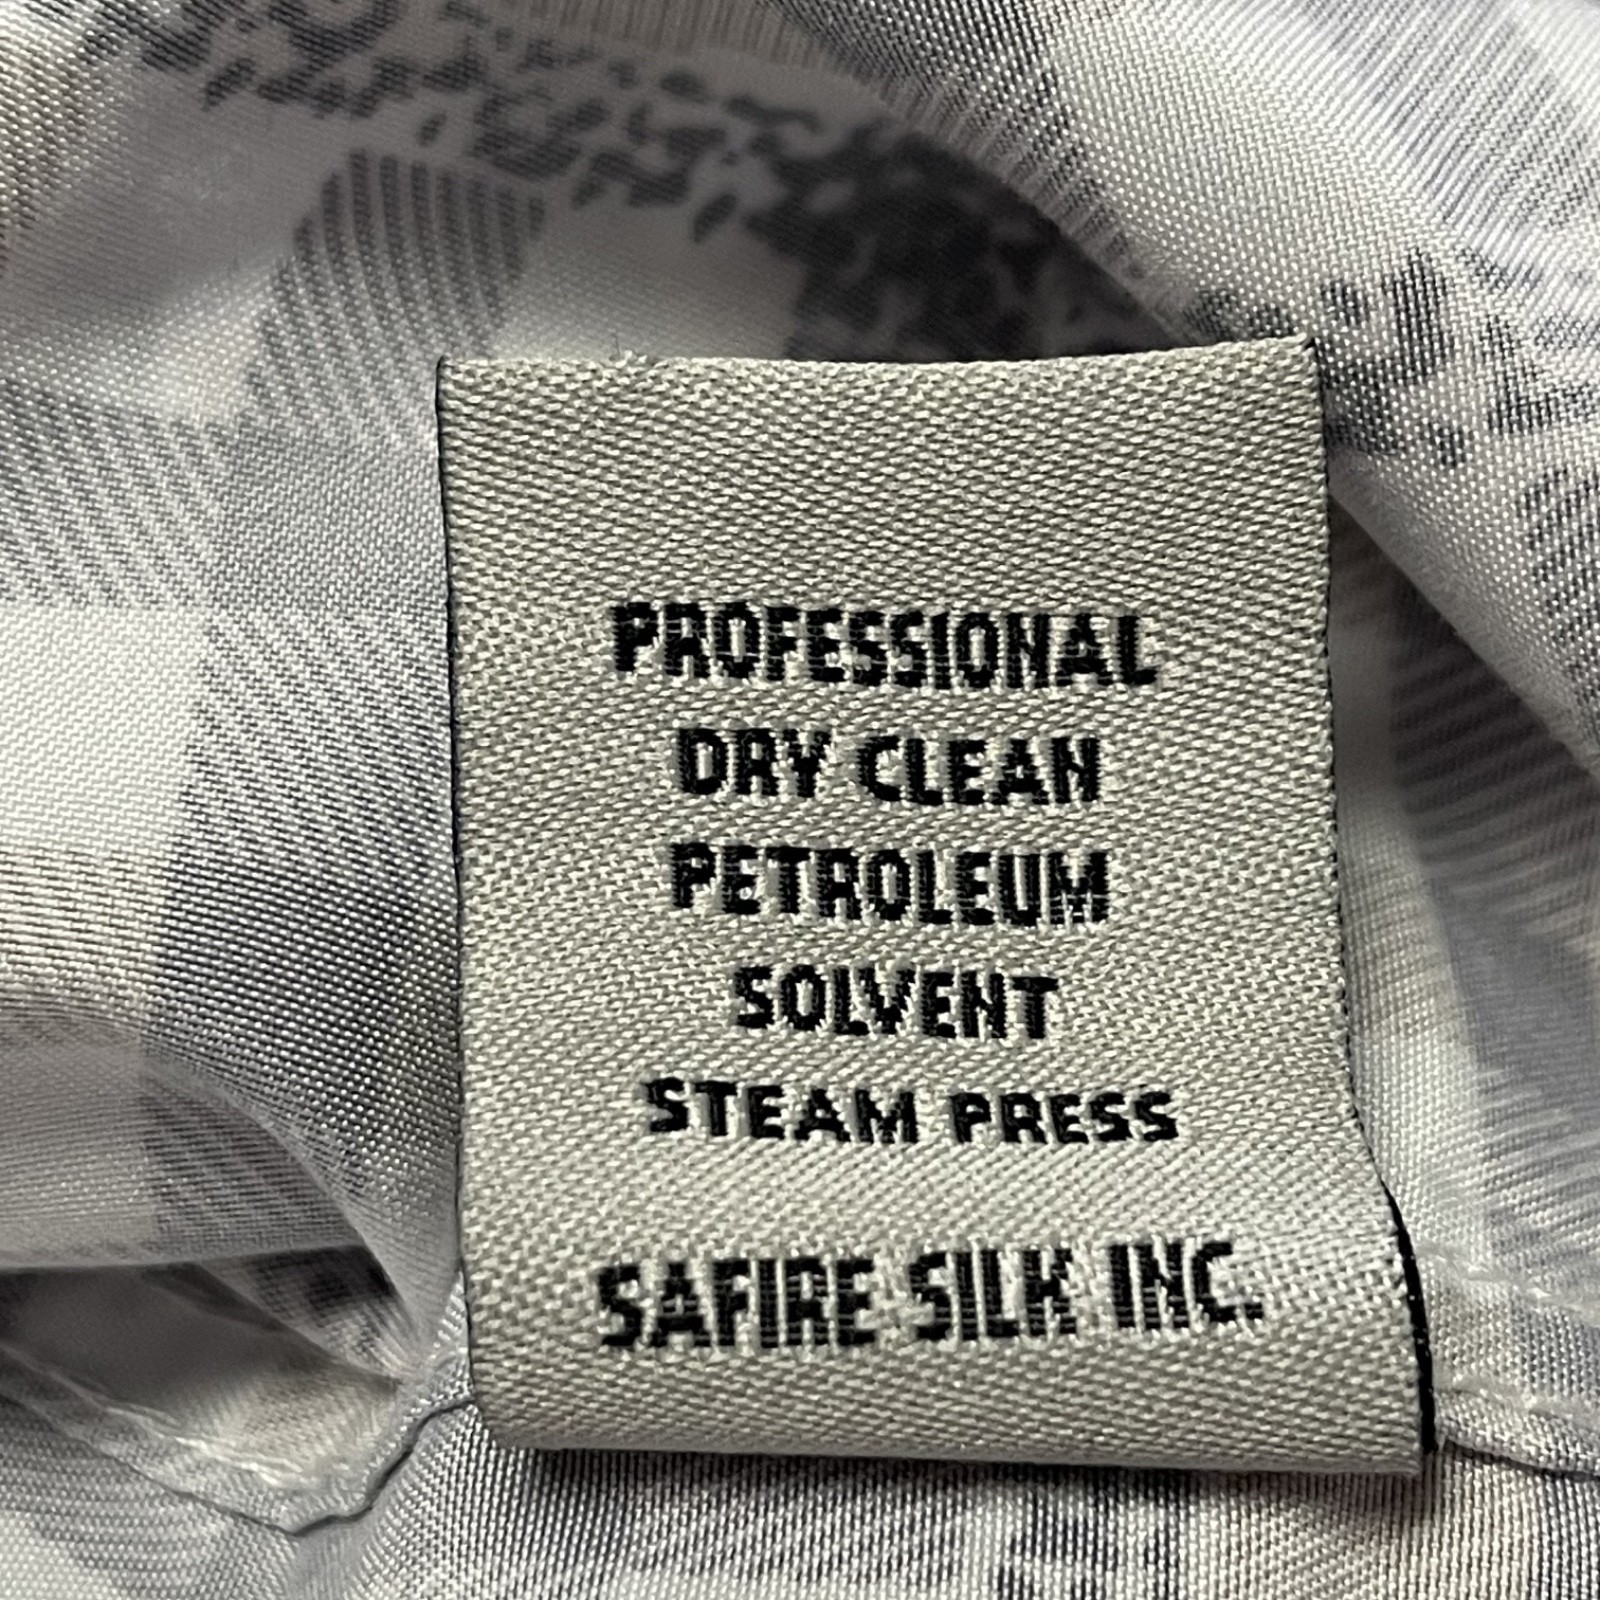 PROFESSIONAL
DRY CLEAN
PETROLEUM
SOLVENT
STEAM PRESS
SAFIRE SILK INC.